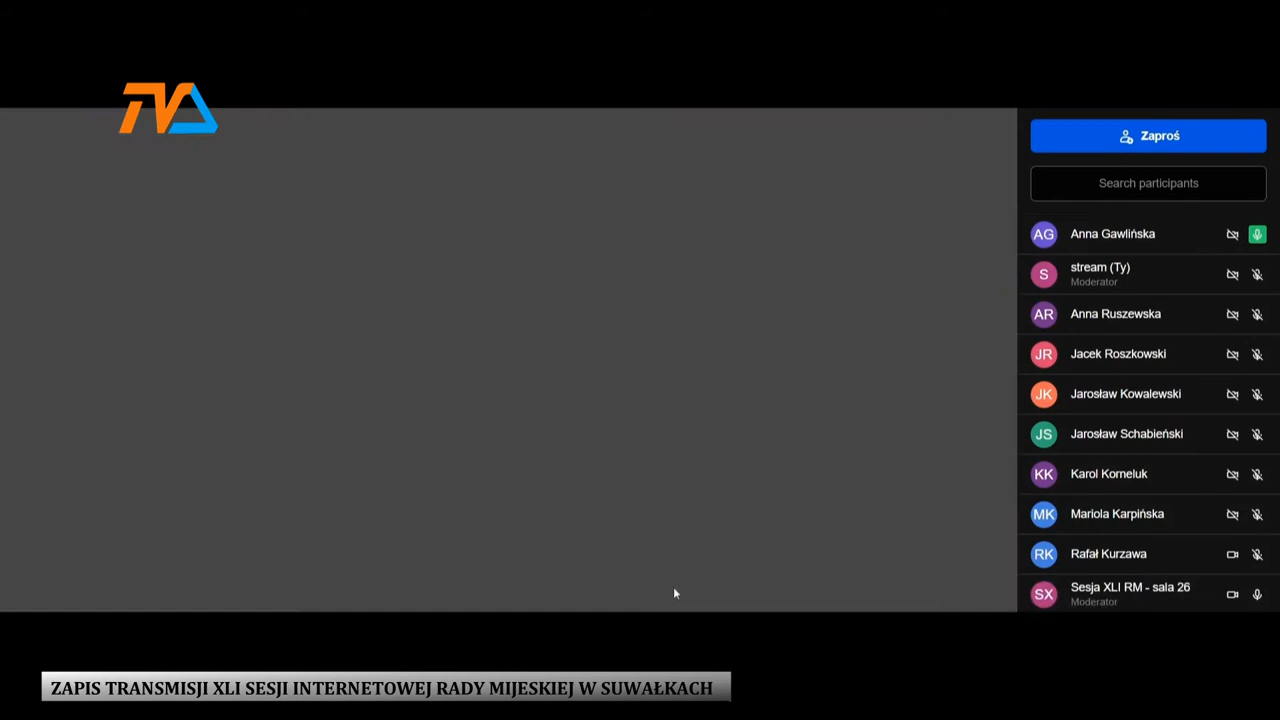 TVA
Zaproś
Search participants
AG Anna Gawlińska
S stream (Ty)
Moderator
AR Anna Ruszewska
JR Jacek Roszkowski
JK Jarosław Kowalewski
JS Jarosław Schabieński
KK Karol Korneluk
MK Mariola Karpińska
RK Rafał Kurzawa
SX Sesja XLI RM - sala 26
Moderator
ZAPIS TRANSMISJI XLI SESJI INTERNETOWEJ RADY MIJESKIEJ W SUWAŁKACH